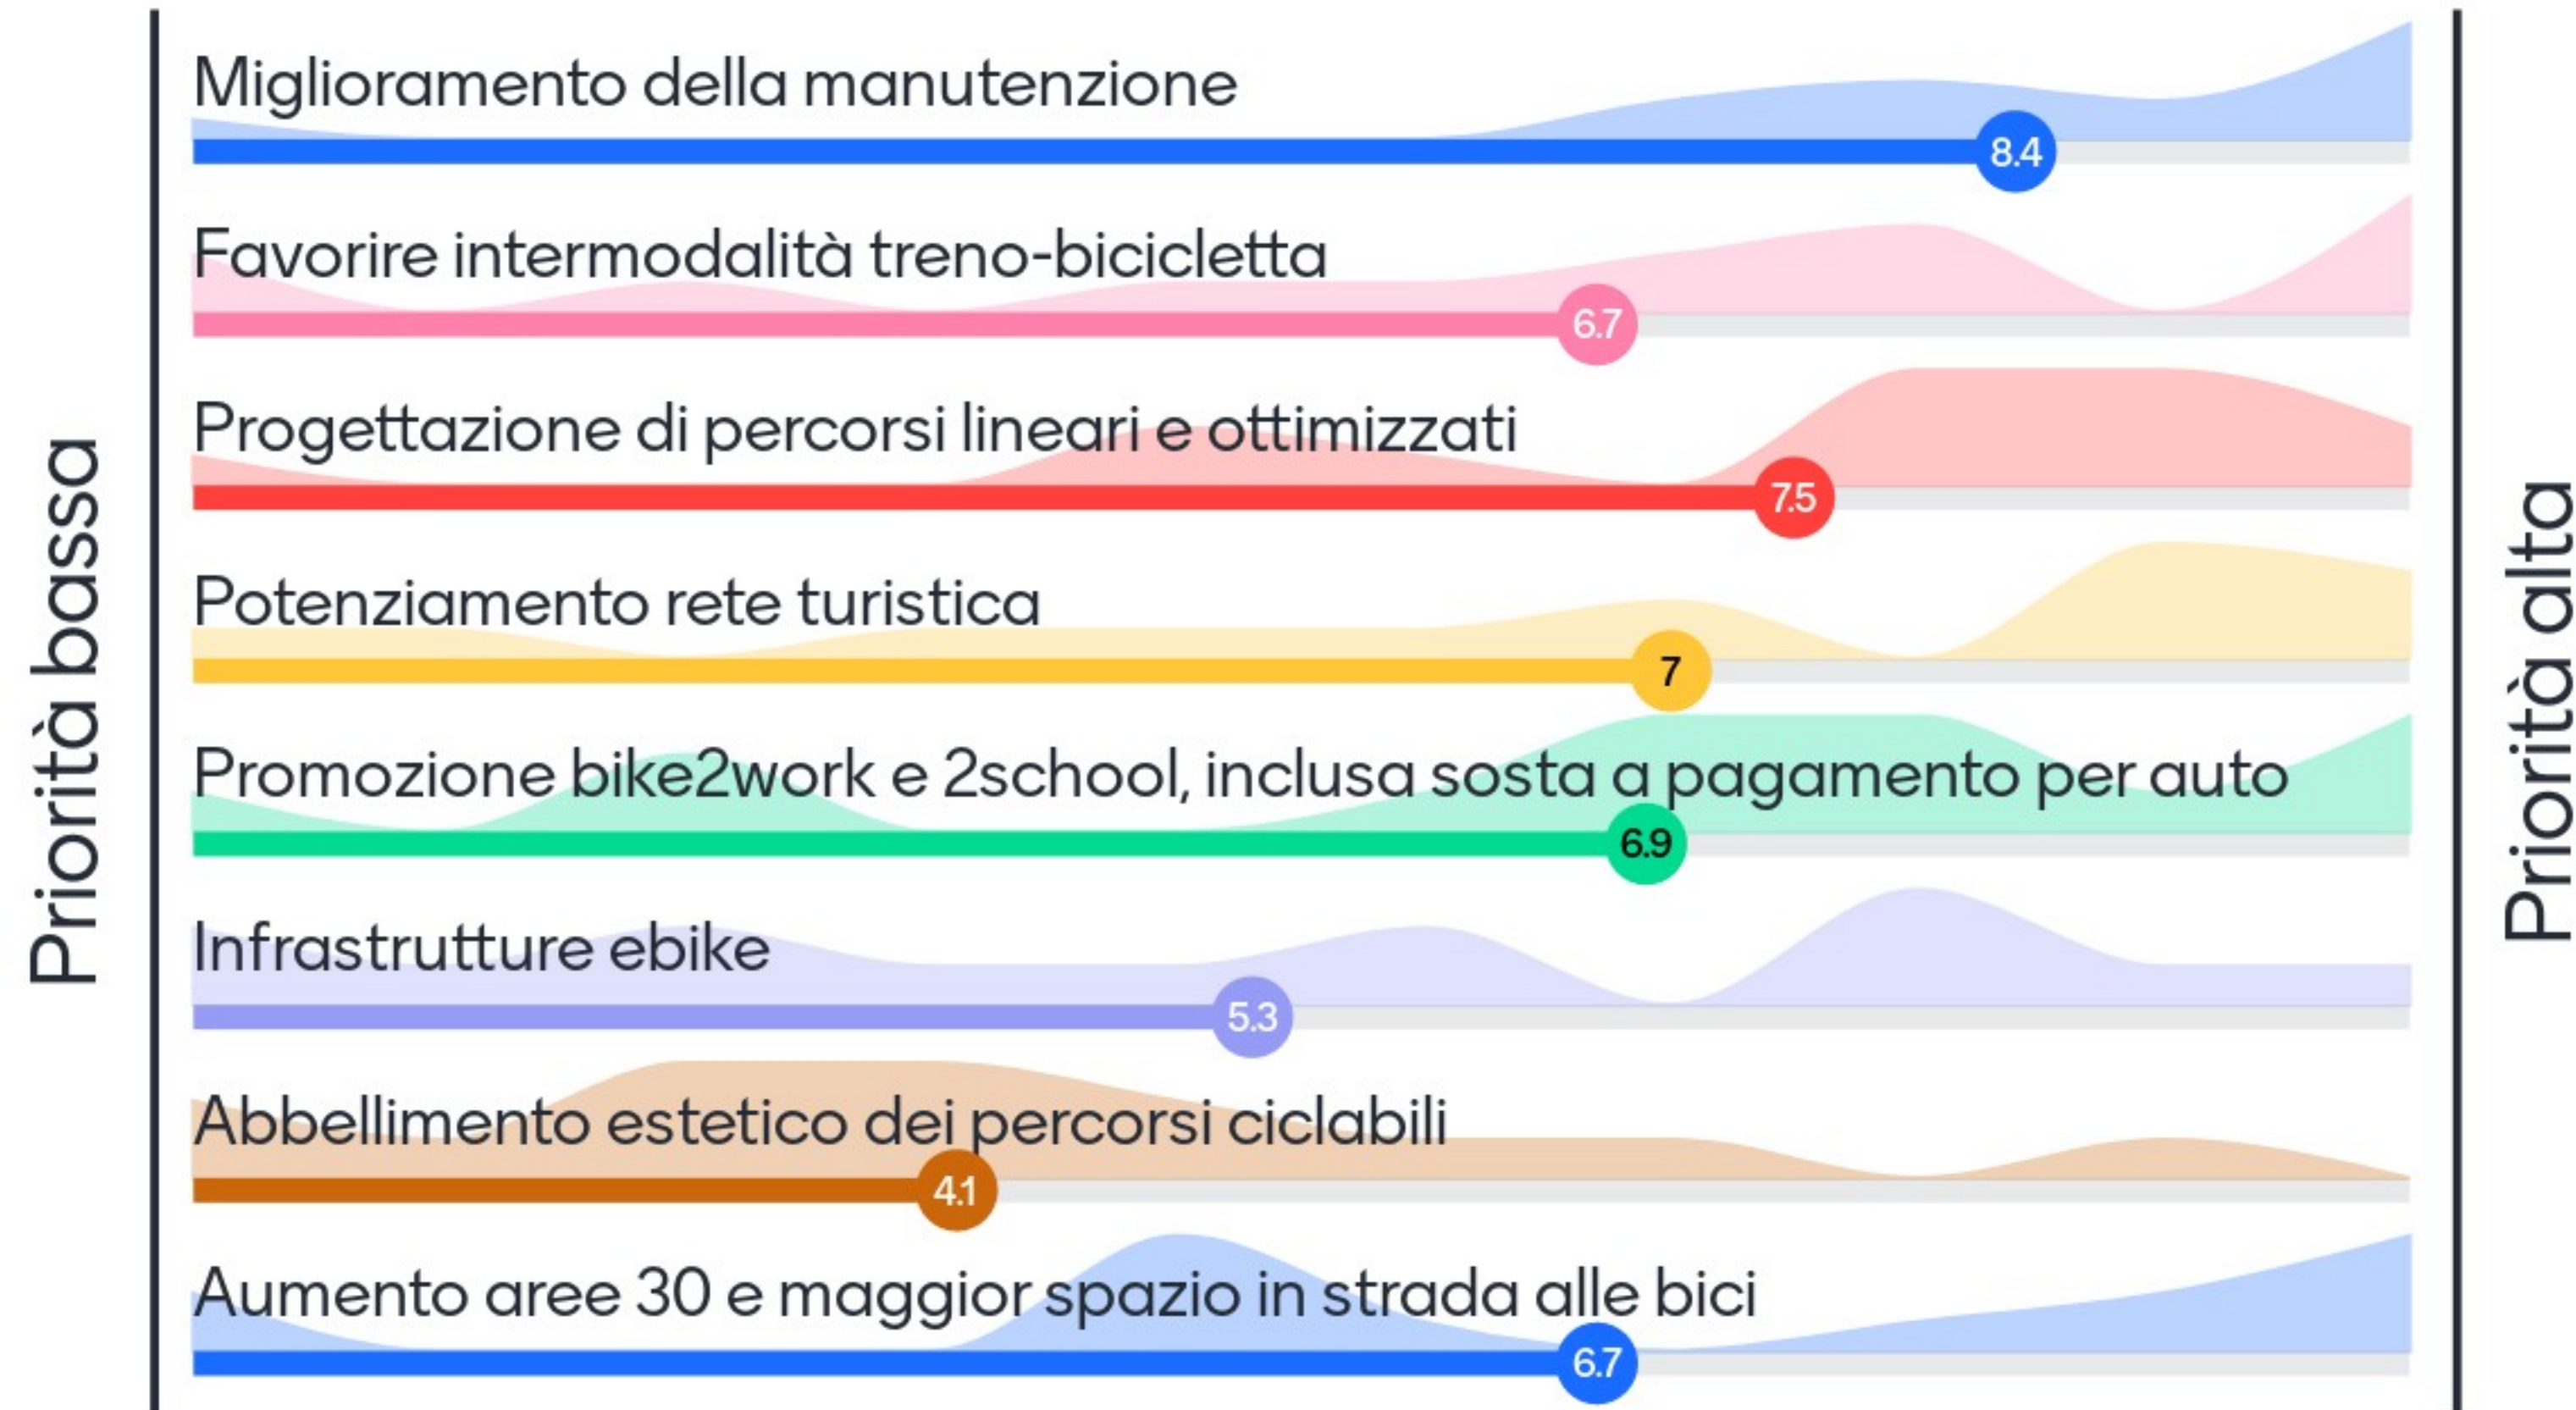 Priorità bassa
Miglioramento della manutenzione
8.4
Favorire intermodalità treno-bicicletta
6.7
Progettazione di percorsi lineari e ottimizzati
7.5
Potenziamento rete turistica
7
Promozione bike2work e 2school, inclusa sosta a pagamento per auto
6.9
Infrastrutture ebike
5.3
Abbellimento estetico dei percorsi ciclabili
4.1
Aumento aree 30 e maggior spazio in strada alle bici
6.7
Priorità alta